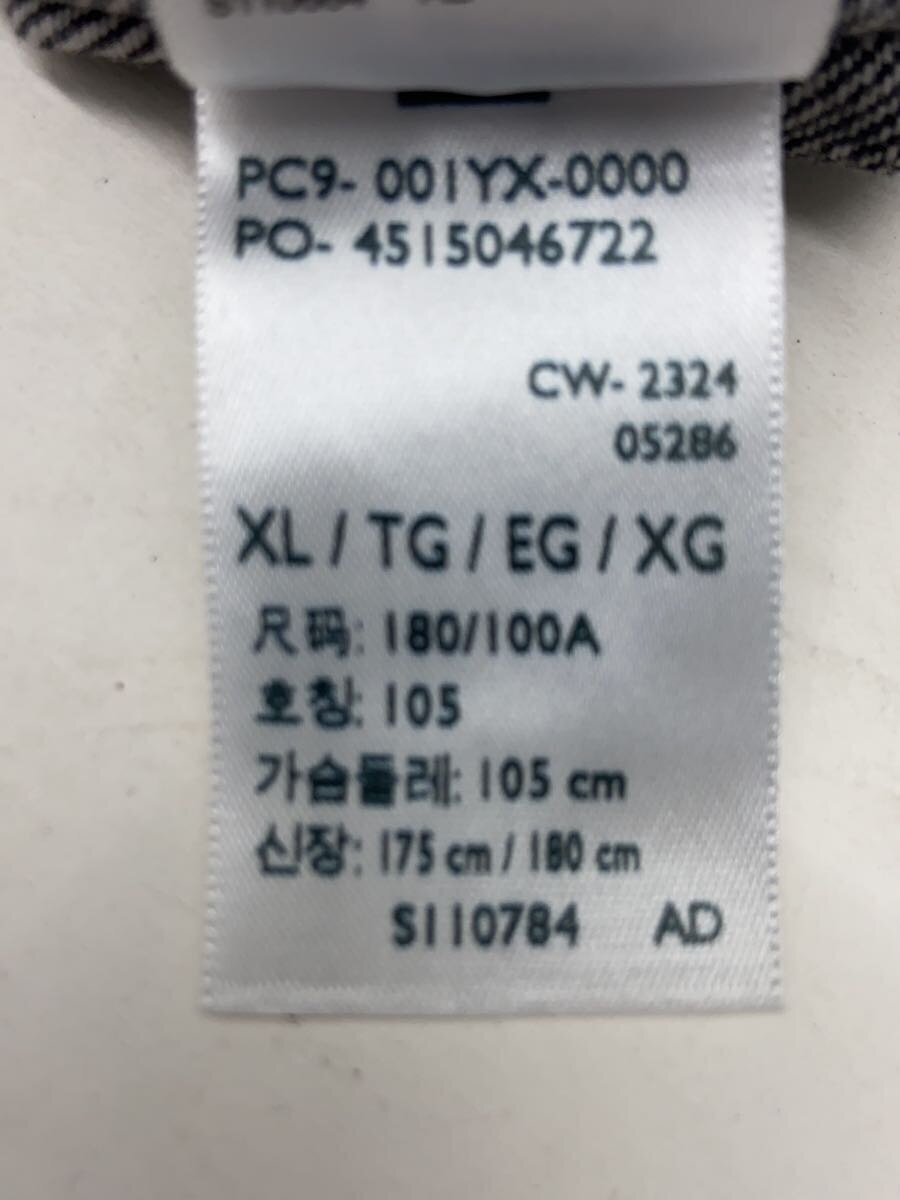 PC9- 001YX-0000
PO- 4515046722
CW- 2324
05286
XL / TG / EG / XG
尺码: 180/100A
호칭: 105
가슴둘레: 105 cm
신장: 175 cm / 180 cm
S110784 AD